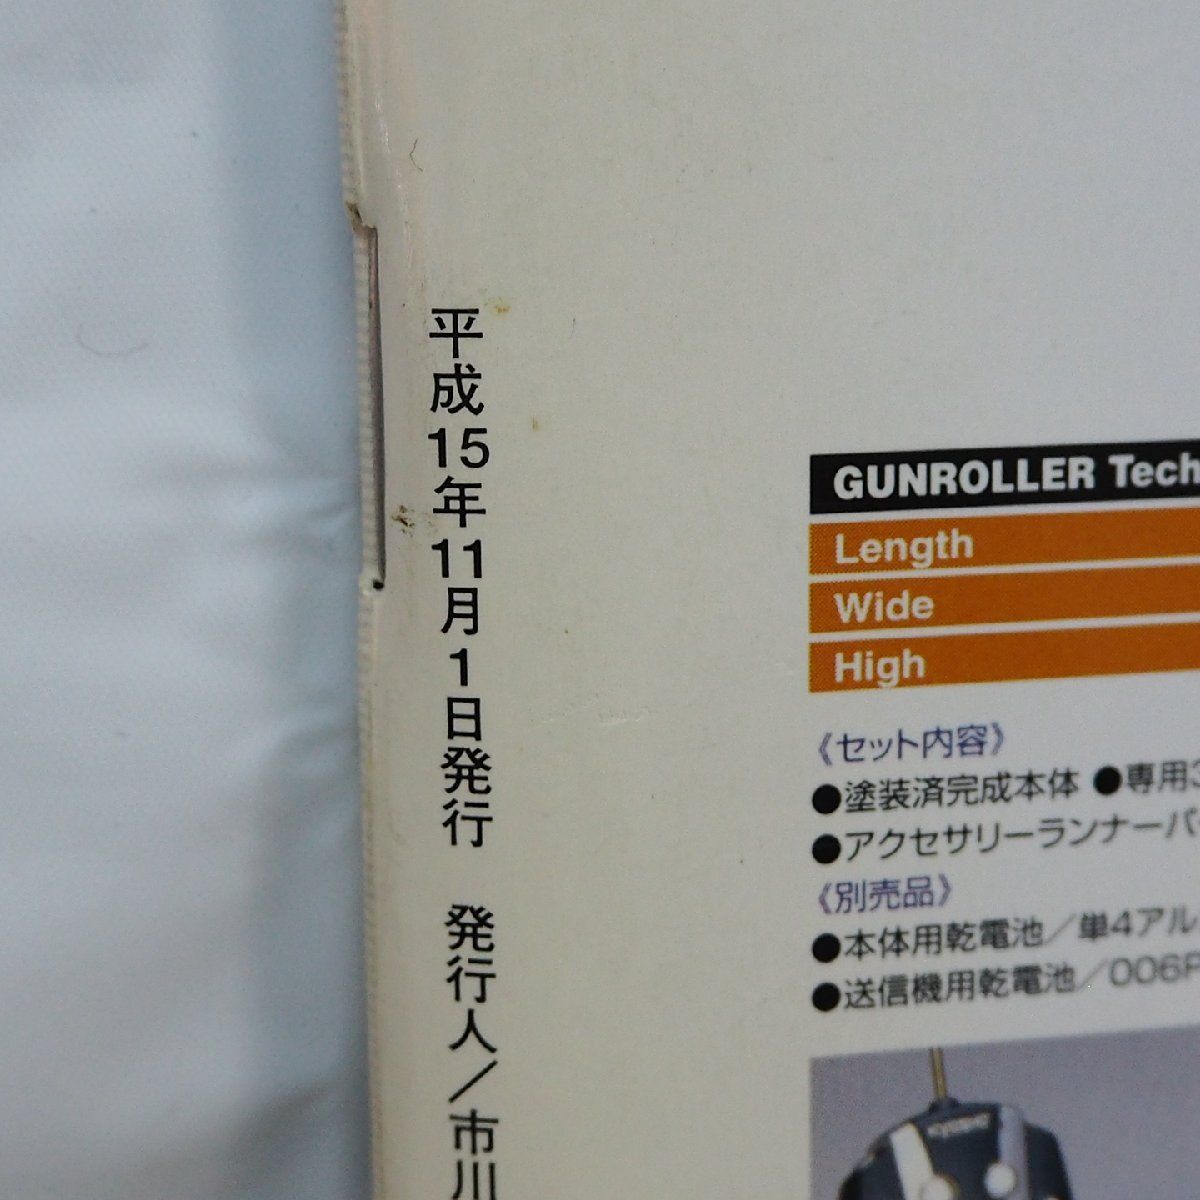 平成15年11月1日発行　発行人／市川
GUNROLLER Tech
Length
Wide
High
《セット内容》
●塗装済完成本体 ●専用3
●アクセサリーランナーパ
《別売品》
●本体用乾電池／単4アル
●送信機用乾電池／006P
KYOSHO